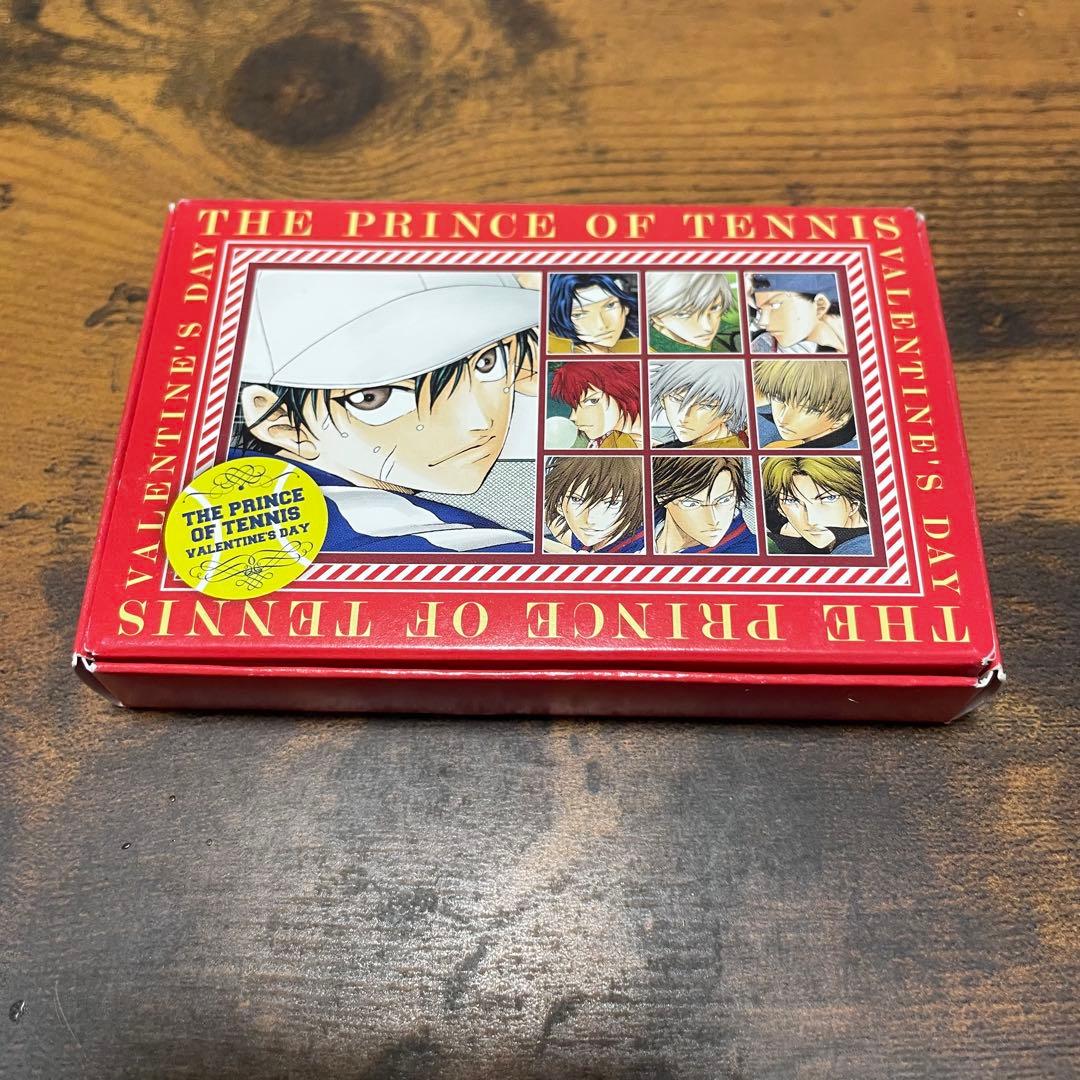 THE PRINCE OF TENNIS
VALENTINE'S DAY
VALENTINE'S DAY
THE PRINCE
OF TENNIS
VALENTINE'S DAY
THE PRINCE OF TENNIS